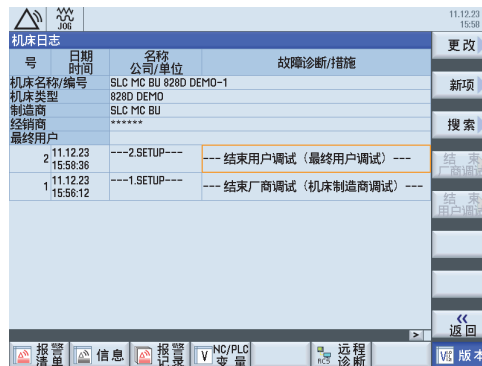 JOG
11.12.23
15:58
机床日志
号 日期 名称 故障诊断/措施
时间 公司/单位
机床名称/编号 SLC MC BU 828D DEMO-1
机床类型 828D DEMO
制造商 SLC MC BU
经销商 ******
最终用户
2 11.12.23 ---2.SETUP--- --- 结束用户调试（最终用户调试）---
15:58:36
1 11.12.23 ---1.SETUP--- --- 结束厂商调试（机床制造商调试）---
15:56:12
更改
新项
搜索
结 束
厂商调试
结 束
用户调试
«
返回
>
报警
清单
信息
报警
记录
V NC/PLC
变 量
RCS 远程
诊断
版本